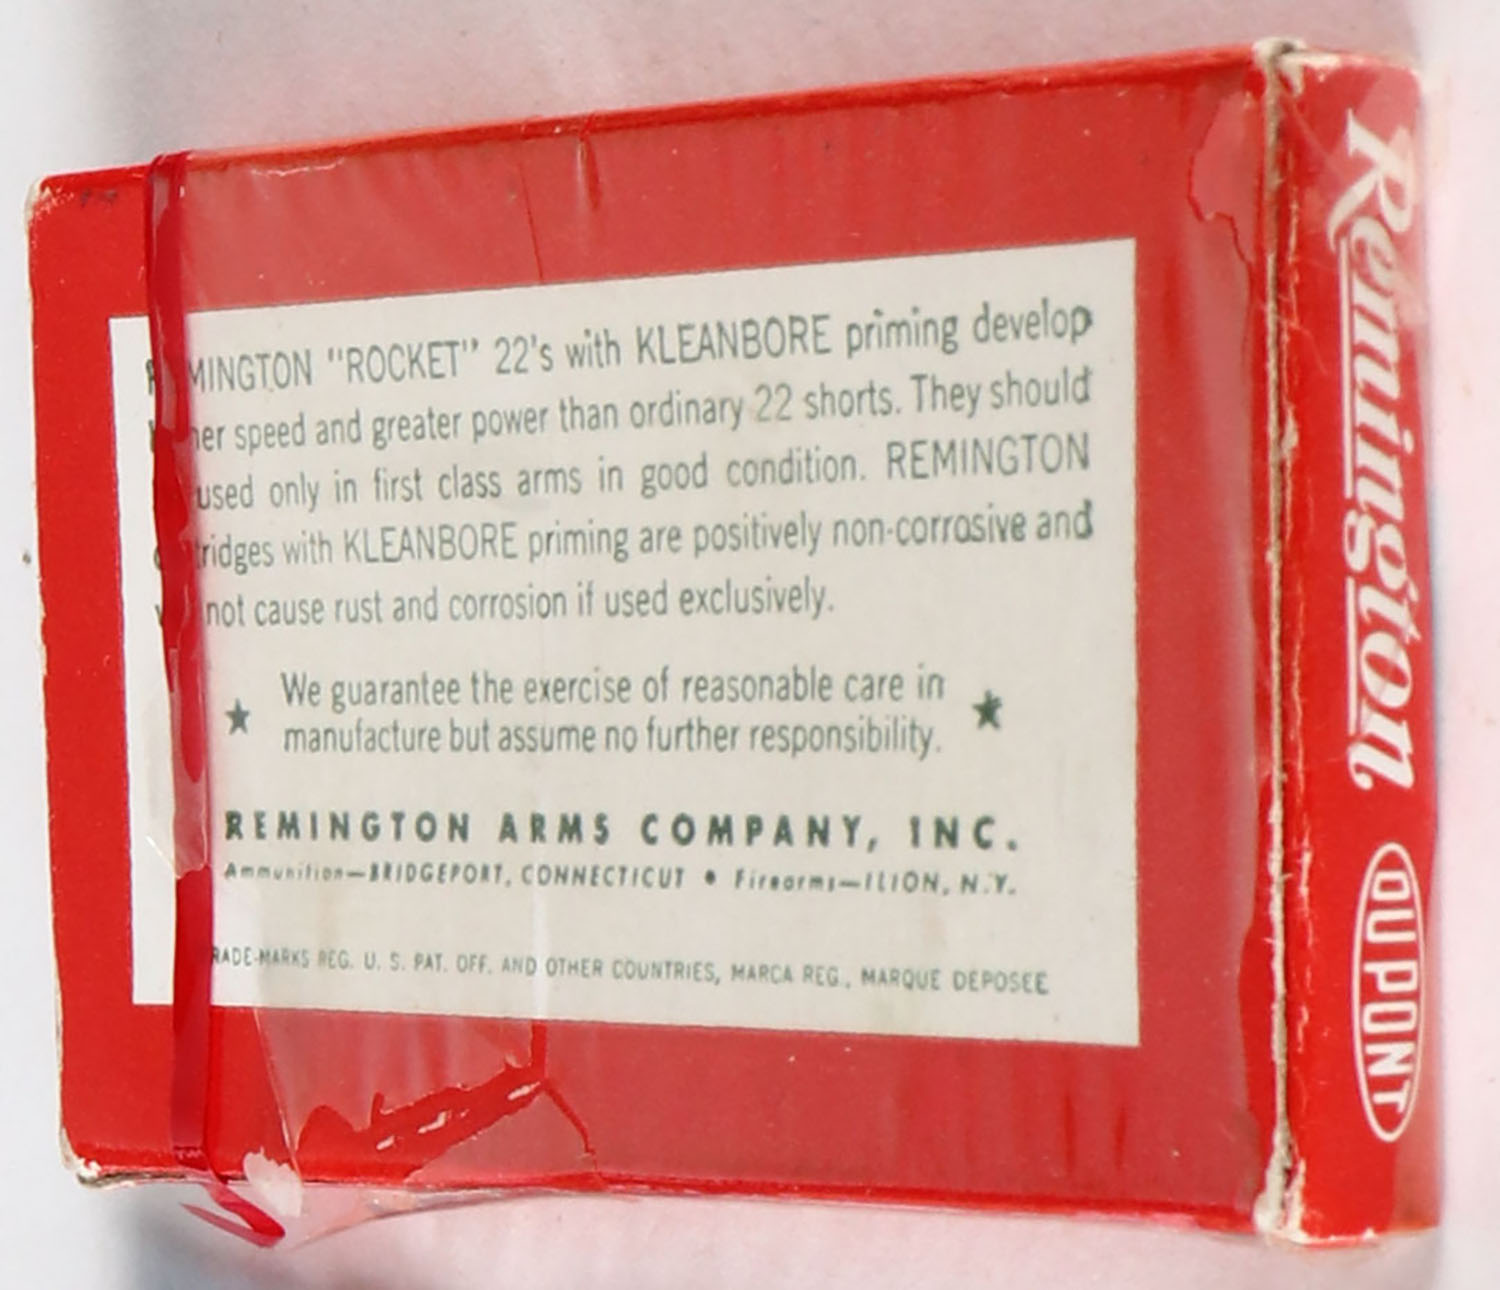 REMINGTON "ROCKET" 22's with KLEANBORE priming develop
her speed and greater power than ordinary 22 shorts. They should
used only in first class arms in good condition. REMINGTON
cartridges with KLEANBORE priming are positively non-corrosive and
not cause rust and corrosion if used exclusively.
★ We guarantee the exercise of reasonable care in ★
manufacture but assume no further responsibility.
REMINGTON ARMS COMPANY, INC.
Ammunition—BRIDGEPORT, CONNECTICUT • Firearms—ILION, N.Y.
RADE-MARKS REG. U. S. PAT. OFF. AND OTHER COUNTRIES, MARCA REG., MARQUE DEPOSEE
Remington
DU PONT